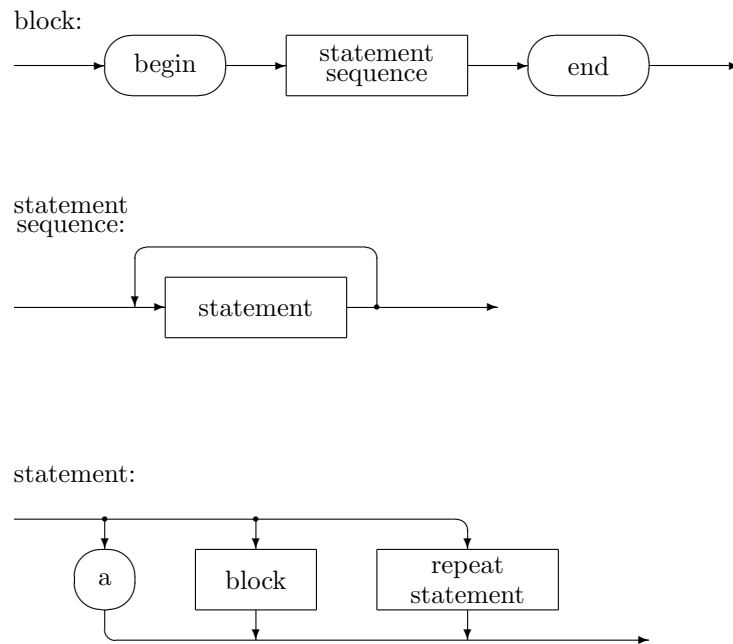 block:
begin
statement
sequence
end
statement
sequence:
statement
statement:
a
block
repeat
statement